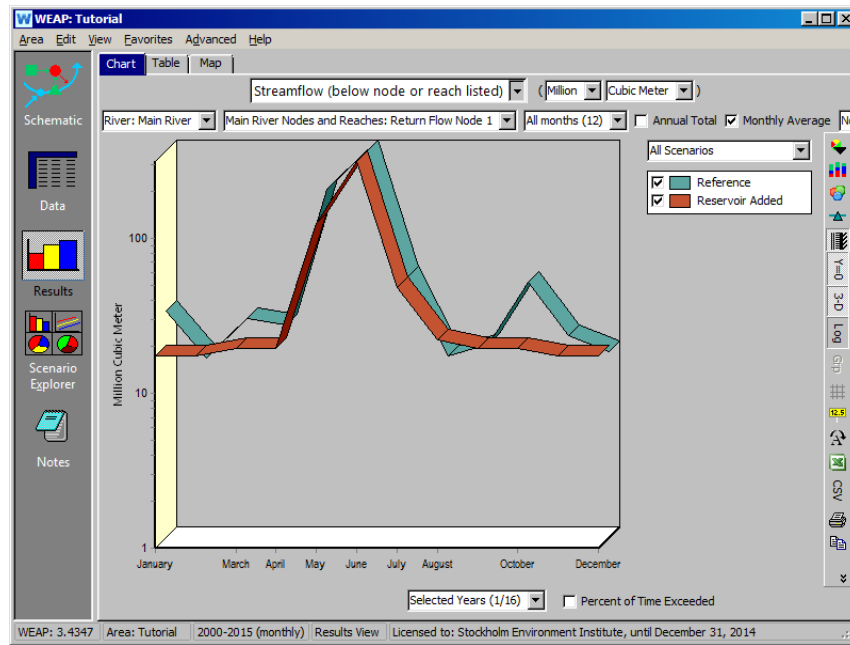 WEAP: Tutorial
Area Edit View Favorites Advanced Help
Chart Table Map
Streamflow (below node or reach listed) ( Million Cubic Meter )
River: Main River Main River Nodes and Reaches: Return Flow Node 1 All months (12) Annual Total Monthly Average
All Scenarios
Reference
Reservoir Added
Schematic
Data
Results
Scenario
Explorer
Notes
Million Cubic Meter
100
10
1
January March April May June July August October December
Y=0
3-D
Log
Grp
12.5
CSV
Selected Years (1/16) Percent of Time Exceeded
WEAP: 3.4347 Area: Tutorial 2000-2015 (monthly) Results View Licensed to: Stockholm Environment Institute, until December 31, 2014